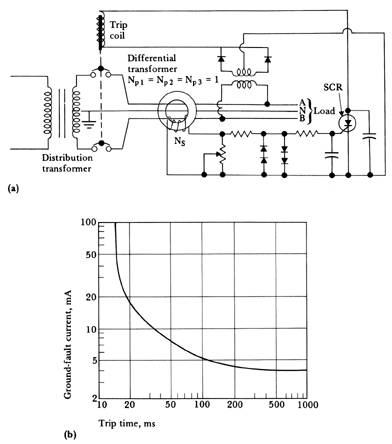 Trip
coil
Differential
transformer
Np1 = Np2 = Np3 = 1
SCR
A
N
B
Load
Ns
Distribution
transformer
(a)
100
50
20
10
5
2
Ground-fault current, mA
10
20
50
100
200
500
1000
Trip time, ms
(b)